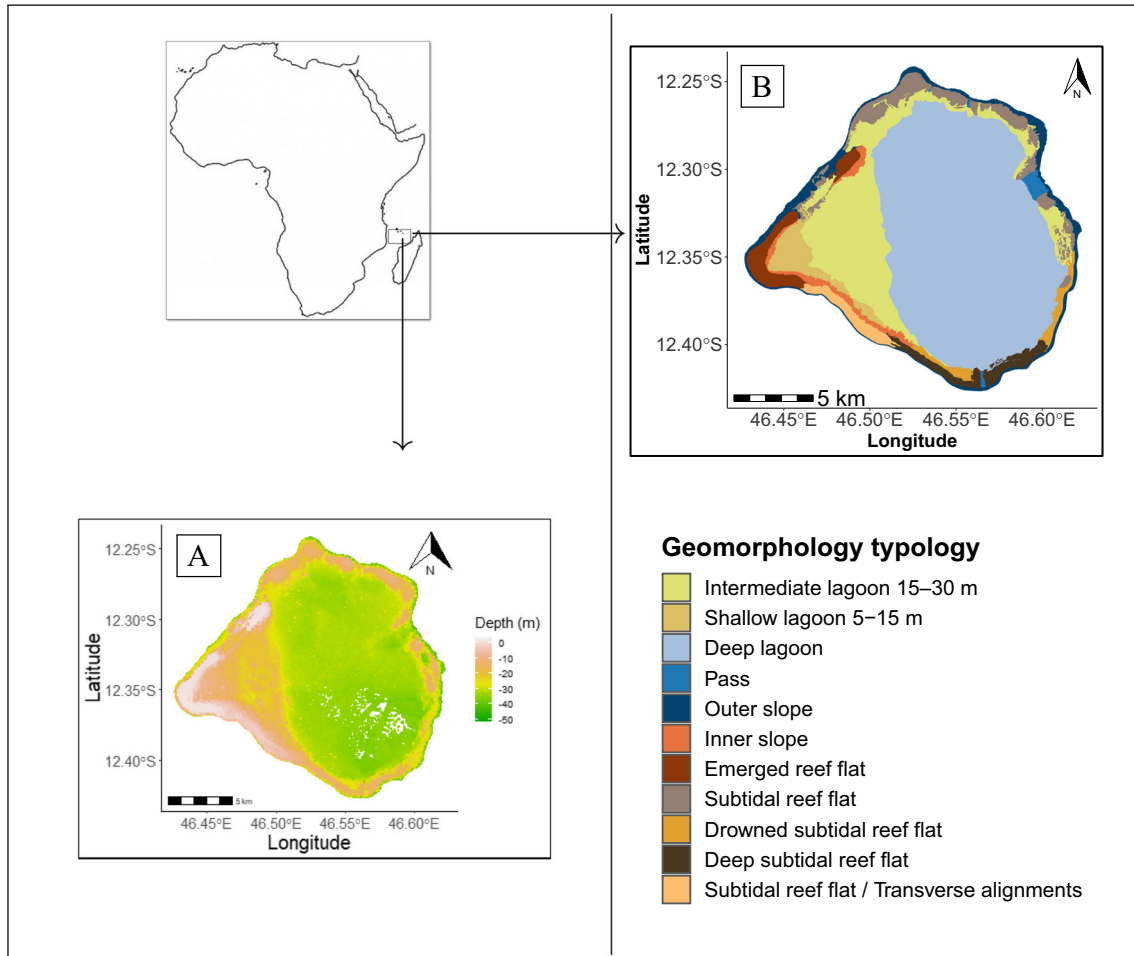 B
N
12.25°S
12.30°S
12.35°S
12.40°S
Latitude
5 km
46.45°E 46.50°E 46.55°E 46.60°E
Longitude
A
N
12.25°S
12.30°S
12.35°S
12.40°S
Latitude
Depth (m)
0
-10
-20
-30
-40
-50
5 km
46.45°E 46.50°E 46.55°E 46.60°E
Longitude
Geomorphology typology
Intermediate lagoon 15–30 m
Shallow lagoon 5−15 m
Deep lagoon
Pass
Outer slope
Inner slope
Emerged reef flat
Subtidal reef flat
Drowned subtidal reef flat
Deep subtidal reef flat
Subtidal reef flat / Transverse alignments